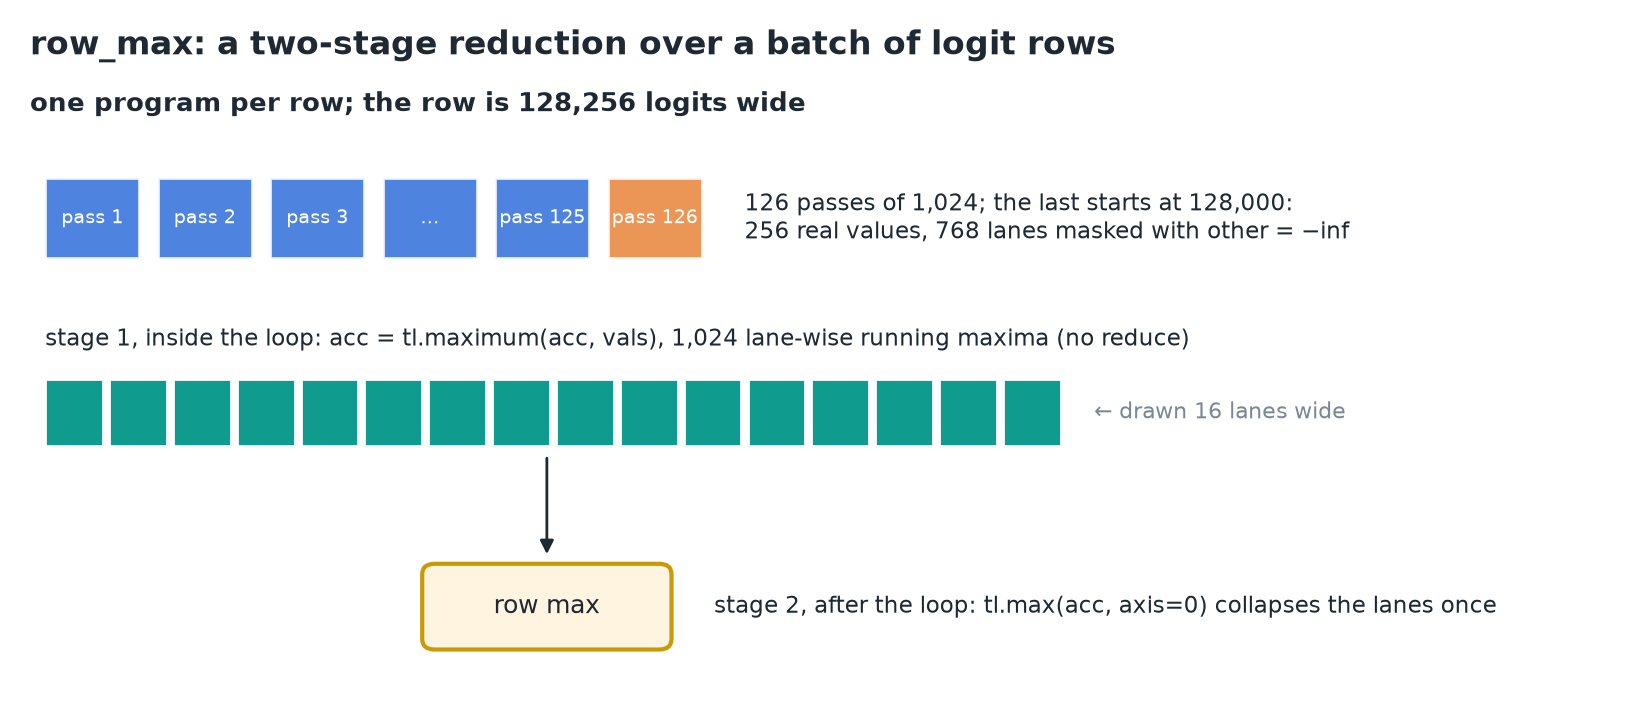 row_max: a two-stage reduction over a batch of logit rows
one program per row; the row is 128,256 logits wide
pass 1
pass 2
pass 3
...
pass 125
pass 126
126 passes of 1,024; the last starts at 128,000:
256 real values, 768 lanes masked with other = −inf
stage 1, inside the loop: acc = tl.maximum(acc, vals), 1,024 lane-wise running maxima (no reduce)
← drawn 16 lanes wide
row max
stage 2, after the loop: tl.max(acc, axis=0) collapses the lanes once